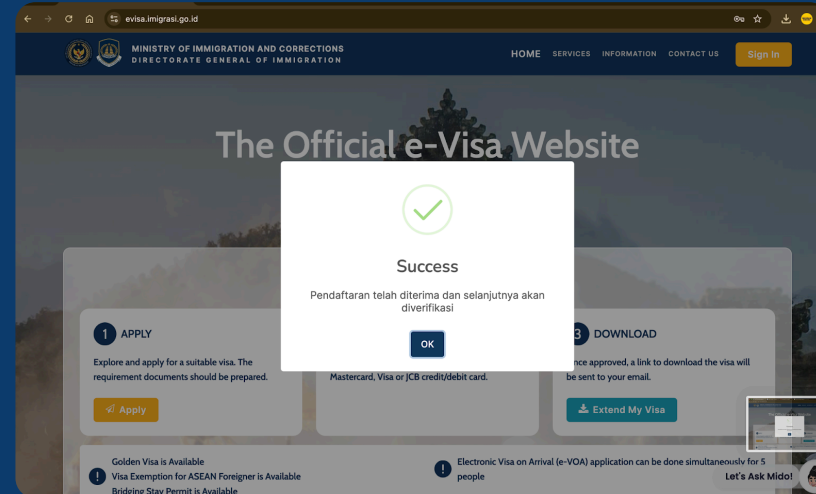 evisa.imigrasi.go.id
MINISTRY OF IMMIGRATION AND CORRECTIONS
DIRECTORATE GENERAL OF IMMIGRATION
HOME SERVICES INFORMATION CONTACT US Sign In
The Official e-Visa Website
Success
Pendaftaran telah diterima dan selanjutnya akan
diverifikasi
OK
1 APPLY
Explore and apply for a suitable visa. The
requirement documents should be prepared.
Apply
Mastercard, Visa or JCB credit/debit card.
3 DOWNLOAD
nce approved, a link to download the visa will
be sent to your email.
Extend My Visa
Golden Visa is Available
Visa Exemption for ASEAN Foreigner is Available
Bridging Stay Permit is Available
Electronic Visa on Arrival (e-VOA) application can be done simultaneously for 5
people
Let's Ask Mido!